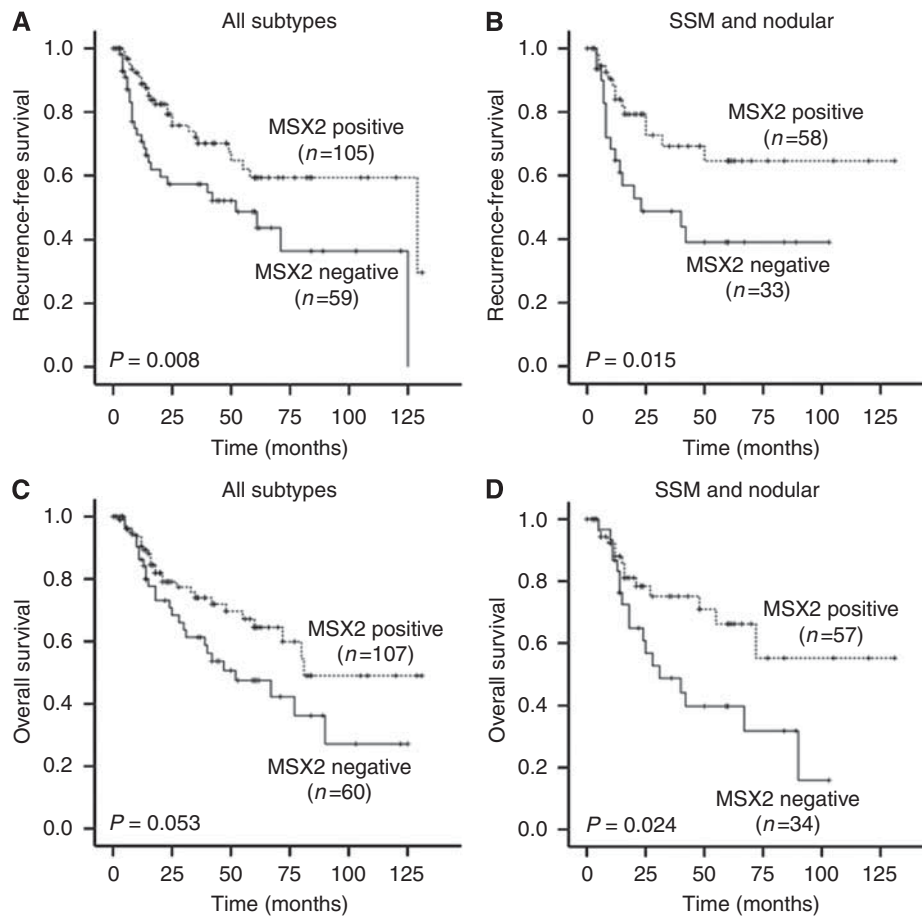 A
All subtypes
Recurrence-free survival
1.0
0.8
0.6
0.4
0.2
0.0
MSX2 positive
(n=105)
MSX2 negative
(n=59)
P = 0.008
0 25 50 75 100 125
Time (months)
B
SSM and nodular
Recurrence-free survival
1.0
0.8
0.6
0.4
0.2
0.0
MSX2 positive
(n=58)
MSX2 negative
(n=33)
P = 0.015
0 25 50 75 100 125
Time (months)
C
All subtypes
Overall survival
1.0
0.8
0.6
0.4
0.2
0.0
MSX2 positive
(n=107)
MSX2 negative
(n=60)
P = 0.053
0 25 50 75 100 125
Time (months)
D
SSM and nodular
Overall survival
1.0
0.8
0.6
0.4
0.2
0.0
MSX2 positive
(n=57)
MSX2 negative
(n=34)
P = 0.024
0 25 50 75 100 125
Time (months)